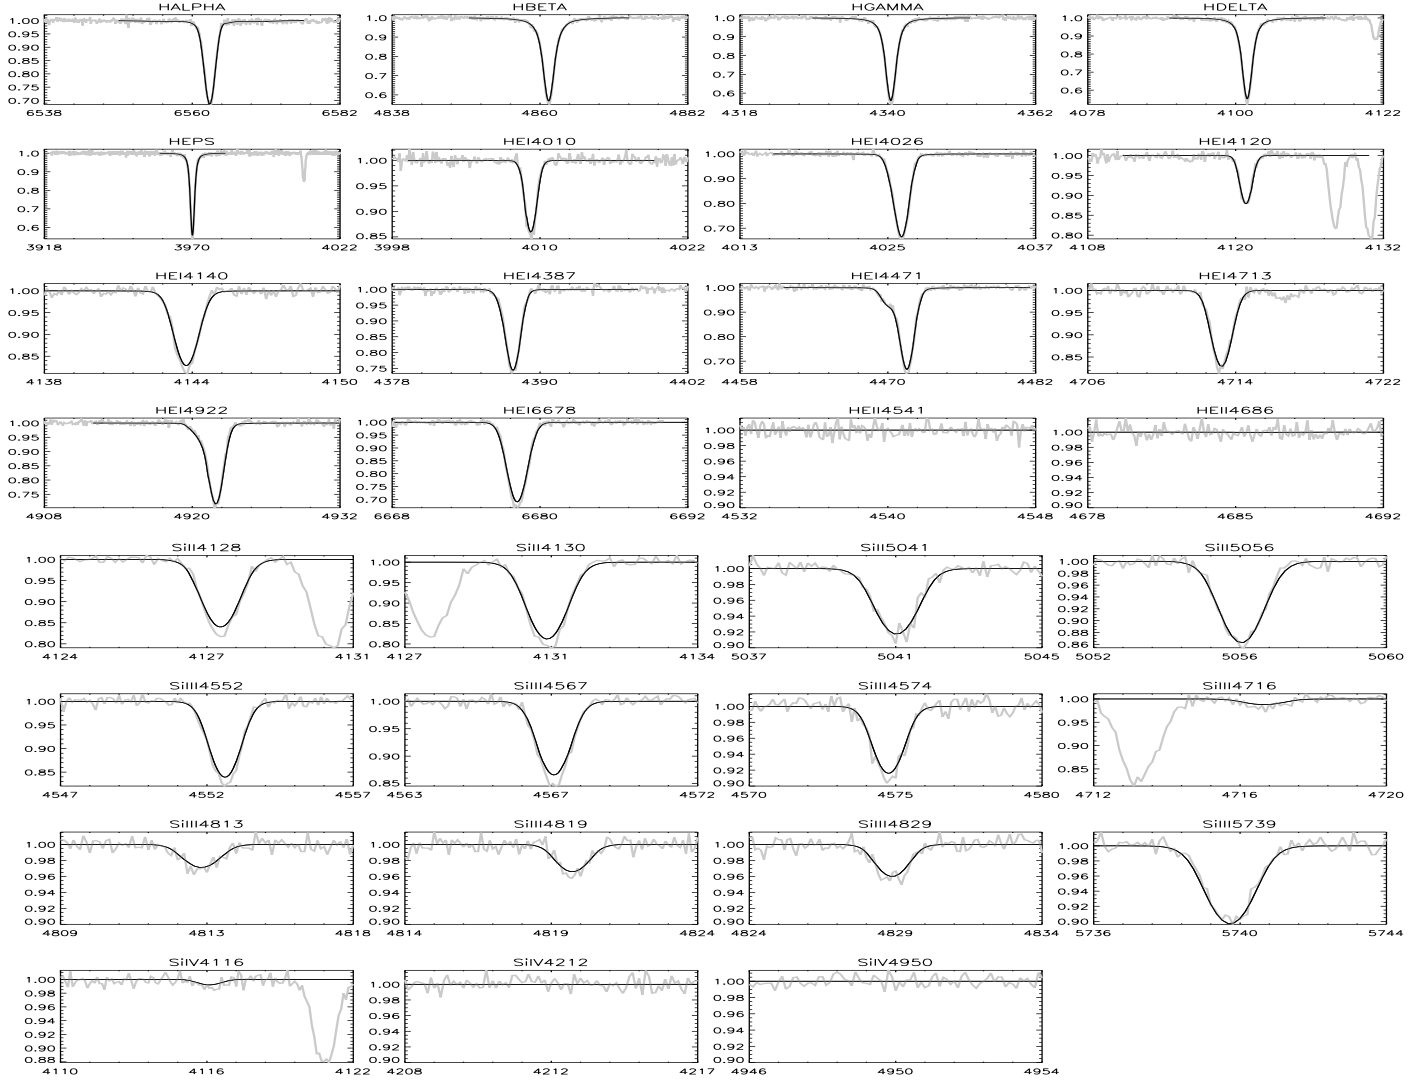 HALPHA
1.00
0.95
0.90
0.85
0.80
0.75
0.70
6538 6560 6582
HBETA
1.0
0.9
0.8
0.7
0.6
4838 4860 4882
HGAMMA
1.0
0.9
0.8
0.7
0.6
4318 4340 4362
HDELTA
1.0
0.9
0.8
0.7
0.6
4078 4100 4122
HEPS
1.0
0.9
0.8
0.7
0.6
3918 3970 4022
HEI4010
1.00
0.95
0.90
0.85
3998 4010 4022
HEI4026
1.00
0.90
0.80
0.70
4013 4025 4037
HEI4120
1.00
0.95
0.90
0.85
0.80
4108 4120 4132
HEI4140
1.00
0.95
0.90
0.85
4138 4144 4150
HEI4387
1.00
0.95
0.90
0.85
0.80
0.75
4378 4390 4402
HEI4471
1.00
0.90
0.80
0.70
4458 4470 4482
HEI4713
1.00
0.95
0.90
0.85
4706 4714 4722
HEI4922
1.00
0.95
0.90
0.85
0.80
0.75
4908 4920 4932
HEI6678
1.00
0.95
0.90
0.85
0.80
0.75
0.70
6668 6680 6692
HEII4541
1.00
0.98
0.96
0.94
0.92
0.90
4532 4540 4548
HEII4686
1.00
0.98
0.96
0.94
0.92
0.90
4678 4685 4692
SiII4128
1.00
0.95
0.90
0.85
0.80
4124 4127 4131
SiII4130
1.00
0.95
0.90
0.85
0.80
4127 4131 4134
SiII5041
1.00
0.98
0.96
0.94
0.92
5037 5041 5045
SiII5056
1.00
0.98
0.96
0.94
0.92
0.90
0.88
0.86
5052 5056 5060
SiIII4552
1.00
0.95
0.90
0.85
4547 4552 4557
SiIII4567
1.00
0.95
0.90
0.85
4563 4567 4572
SiIII4574
1.00
0.98
0.96
0.94
0.92
0.90
4570 4575 4580
SiIII4716
1.00
0.95
0.90
0.85
4712 4716 4720
SiIII4813
1.00
0.98
0.96
0.94
0.92
0.90
4809 4813 4818
SiIII4819
1.00
0.98
0.96
0.94
0.92
0.90
4814 4819 4824
SiIII4829
1.00
0.98
0.96
0.94
0.92
0.90
4824 4829 4834
SiIII5739
1.00
0.98
0.96
0.94
0.92
0.90
5736 5740 5744
SiIV4116
1.00
0.98
0.96
0.94
0.92
0.90
0.88
4110 4116 4122
SiIV4212
1.00
0.98
0.96
0.94
0.92
0.90
4208 4212 4217
SiIV4950
1.00
0.98
0.96
0.94
0.92
0.90
4946 4950 4954